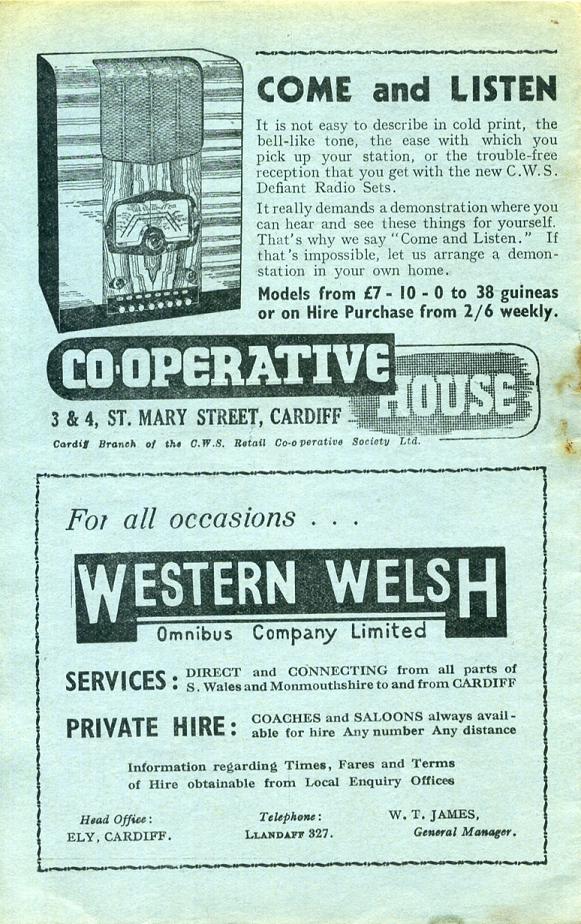 COME and LISTEN
It is not easy to describe in cold print, the
bell-like tone, the ease with which you
pick up your station, or the trouble-free
reception that you get with the new C.W.S.
Defiant Radio Sets.
It really demands a demonstration where you
can hear and see these things for yourself.
That's why we say "Come and Listen." If
that's impossible, let us arrange a demon-
stration in your own home.
Models from £7 - 10 - 0 to 38 guineas
or on Hire Purchase from 2/6 weekly.
CO-OPERATIVE
HOUSE
3 & 4, ST. MARY STREET, CARDIFF
Cardiff Branch of the C.W.S. Retail Co-operative Society Ltd.
For all occasions . . .
WESTERN WELSH
Omnibus Company Limited
SERVICES: DIRECT and CONNECTING from all parts of
S. Wales and Monmouthshire to and from CARDIFF
PRIVATE HIRE: COACHES and SALOONS always avail-
able for hire Any number Any distance
Information regarding Times, Fares and Terms
of Hire obtainable from Local Enquiry Offices
Head Office: Telephone: W. T. JAMES,
ELY, CARDIFF. LLANDAFF 327. General Manager.